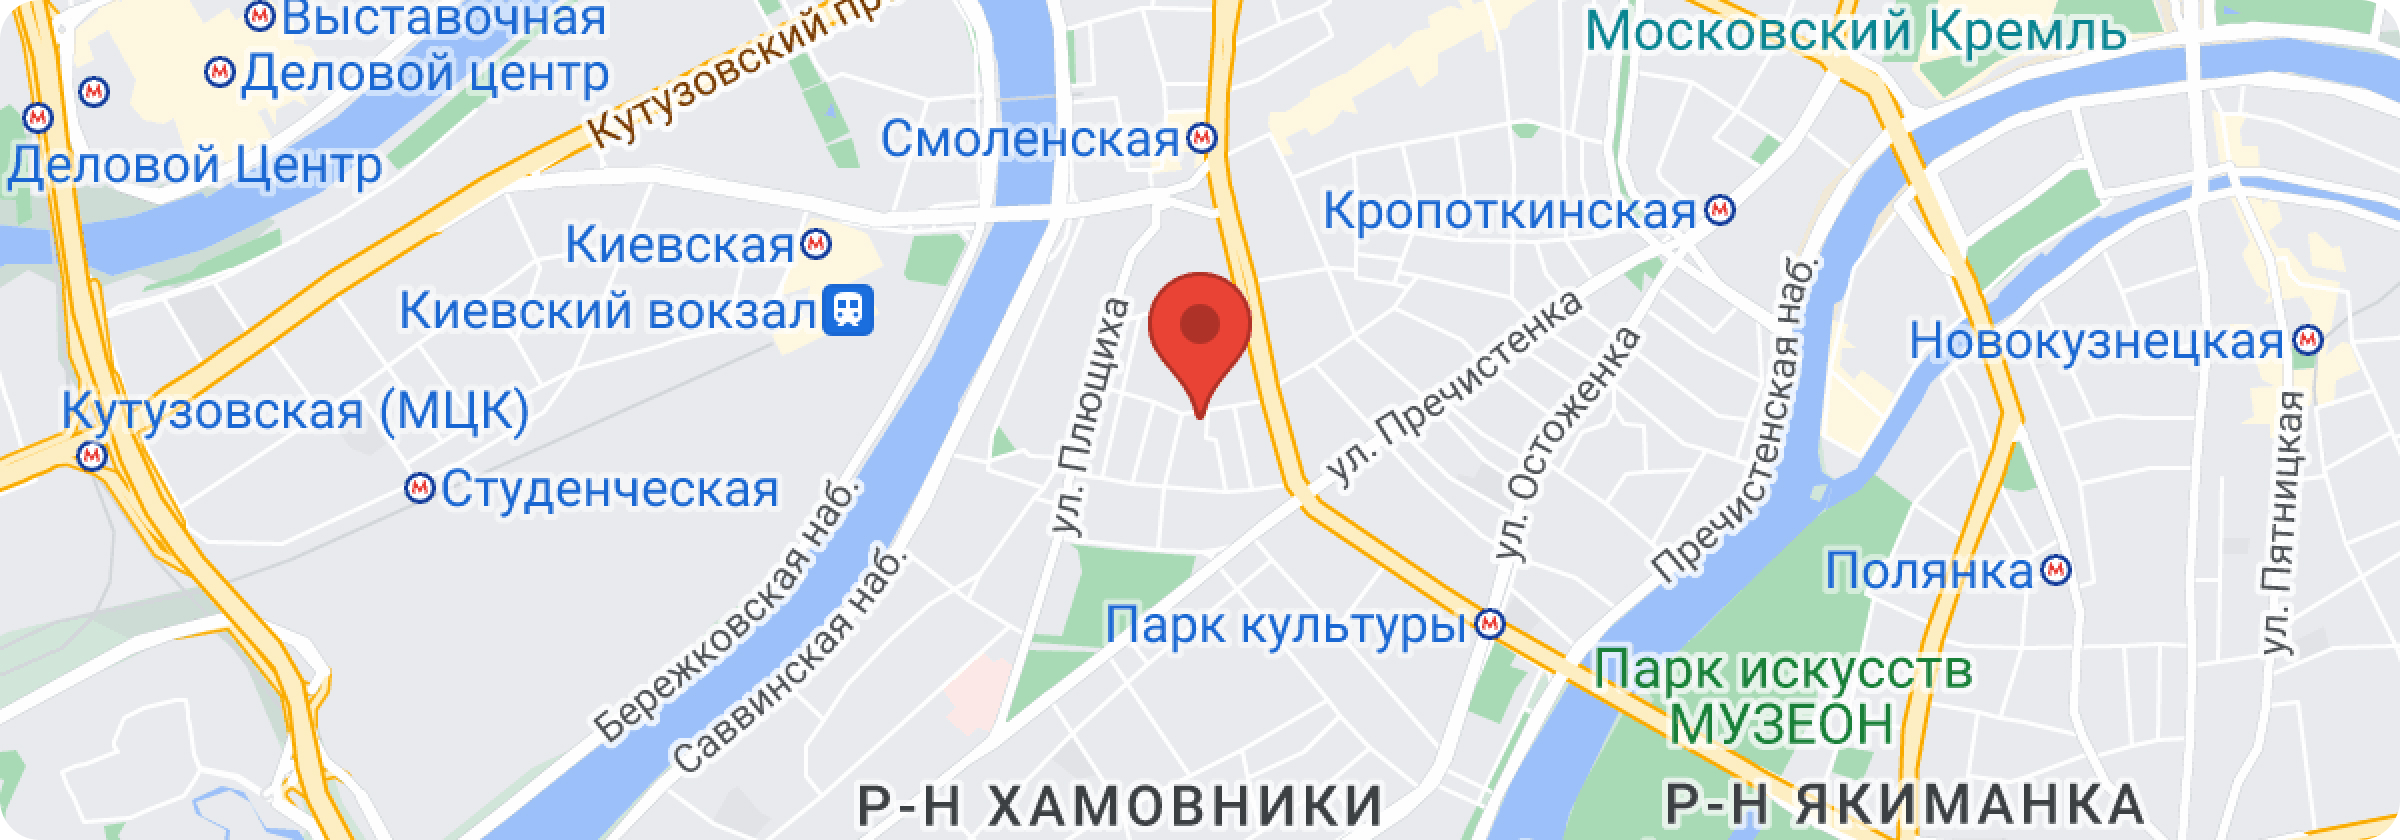 Выставочная
Московский Кремль
Деловой центр
Кутузовский пр
Смоленская
Деловой Центр
Кропоткинская
Киевская
Киевский вокзал
Новокузнецкая
Кутузовская (МЦК)
Студенческая
ул. Плющиха
ул. Пречистенка
ул. Остоженка
Пречистенская наб.
ул. Пятницкая
Полянка
Парк культуры
Бережковская наб.
Саввинская наб.
Парк искусств
МУЗЕОН
Р-Н ХАМОВНИКИ
Р-Н ЯКИМАНКА